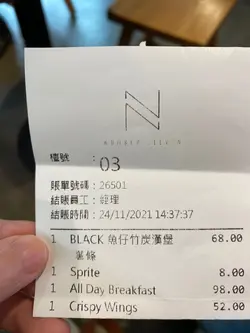 檯號 : 03
賬單號碼 : 26501
結賬員工 : 經理
結賬時間 : 24/11/2021 14:37:37
1 BLACK 魚仔竹炭漢堡 68.00
薯條
1 Sprite 8.00
1 All Day Breakfast 98.00
1 Crispy Wings 52.00